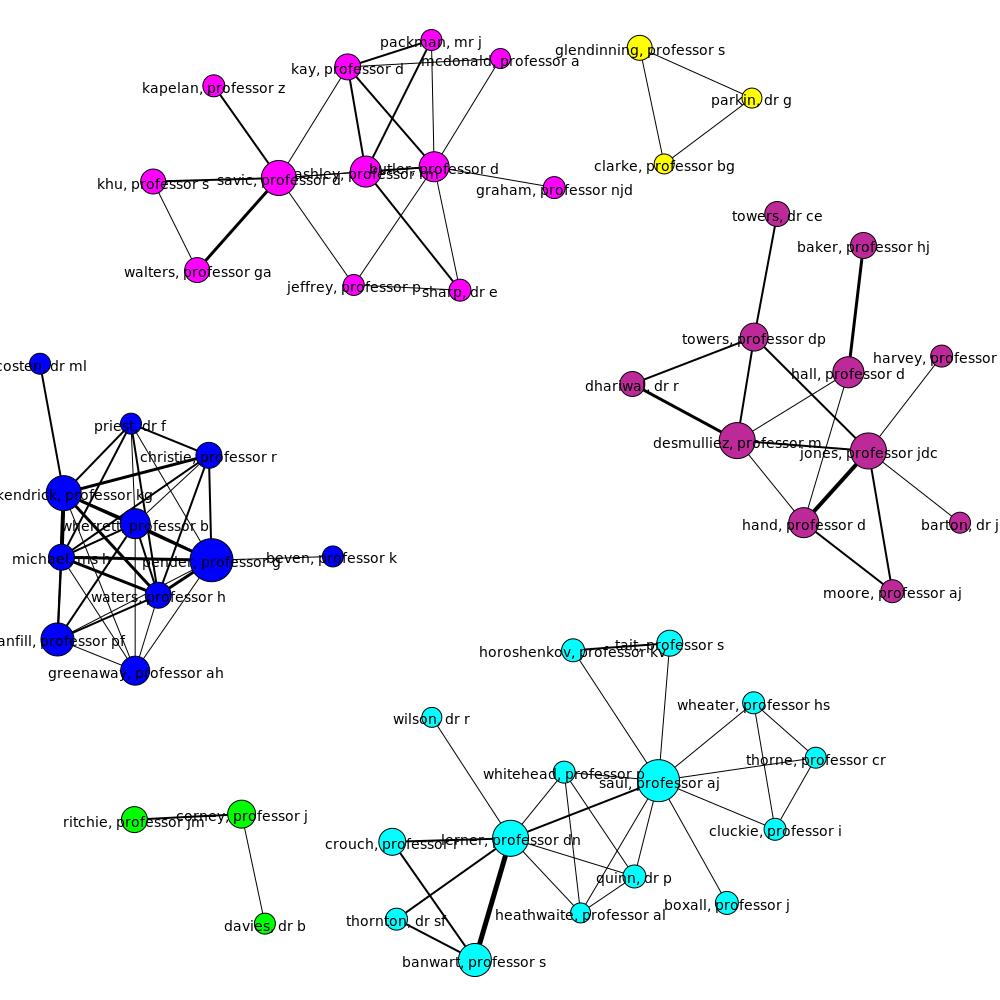 packman, mr j
glendinning, professor s
mcdonald, professor a
kay, professor d
kapelan, professor z
parkin, dr g
clarke, professor bg
butler, professor d
ashley, professor rm
savic, professor d
khu, professor s
graham, professor njd
towers, dr ce
baker, professor hj
walters, professor ga
jeffrey, professor p
sharp, dr e
towers, professor dp
harvey, professor
coster, dr ml
hall, professor d
dhariwal, dr r
priest, dr f
desmulliez, professor m
jones, professor jdc
christie, professor r
kendrick, professor kg
wherrett, professor b
hand, professor d
barton, dr j
michael, ms h
pender, professor g
beven, professor k
waters, professor h
moore, professor aj
anfill, professor pf
greenaway, professor ah
horoshenkov, professor kv
tait, professor s
wheater, professor hs
wilson, dr r
thorne, professor cr
whitehead, professor p
saul, professor aj
ritchie, professor jm
corney, professor j
cluckie, professor i
crouch, professor r
lerner, professor dn
quinn, dr p
boxall, professor j
heathwaite, professor al
thornton, dr sf
davies, dr b
banwart, professor s